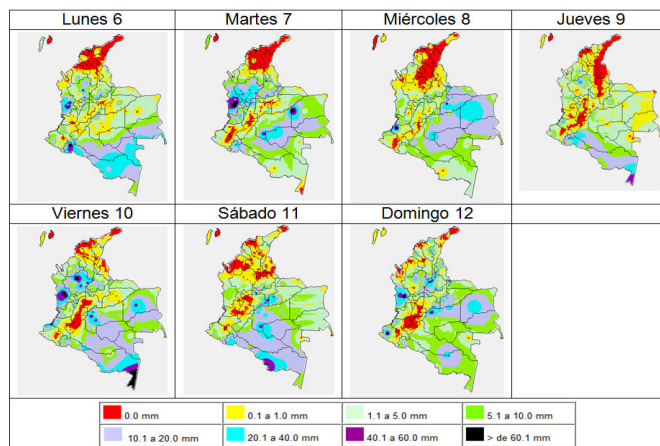 Lunes 6 Martes 7 Miércoles 8 Jueves 9
Viernes 10 Sábado 11 Domingo 12
0.0 mm 0.1 a 1.0 mm 1.1 a 5.0 mm 5.1 a 10.0 mm
10.1 a 20.0 mm 20.1 a 40.0 mm 40.1 a 60.0 mm > de 60.1 mm